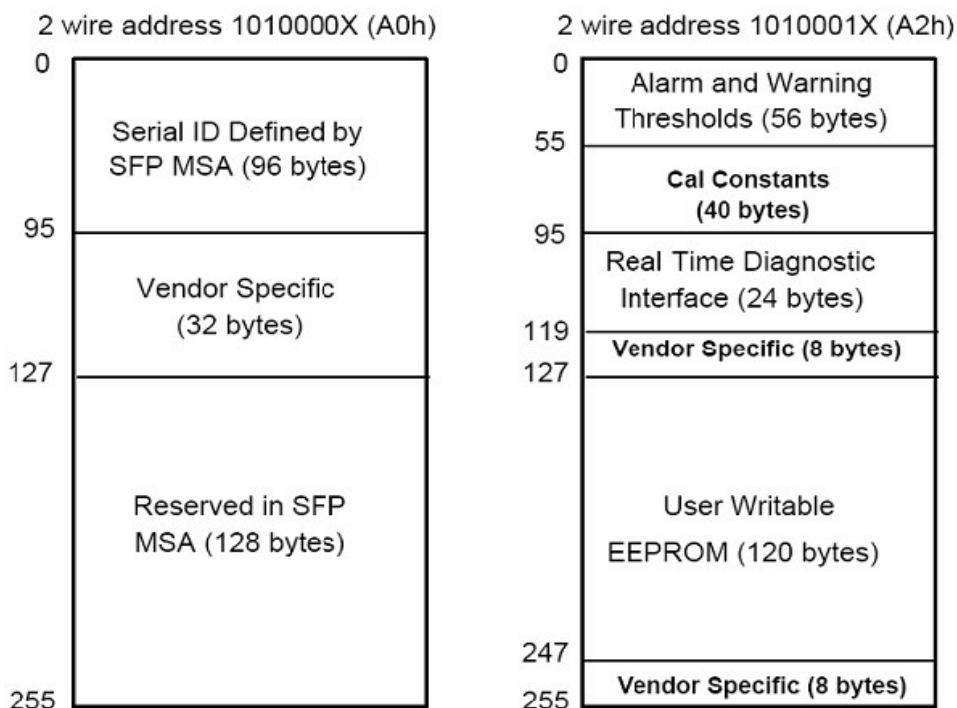 2 wire address 1010000X (A0h)
0
Serial ID Defined by
SFP MSA (96 bytes)
95
Vendor Specific
(32 bytes)
127
Reserved in SFP
MSA (128 bytes)
255
2 wire address 1010001X (A2h)
0
Alarm and Warning
Thresholds (56 bytes)
55
Cal Constants
(40 bytes)
95
Real Time Diagnostic
Interface (24 bytes)
119
Vendor Specific (8 bytes)
127
User Writable
EEPROM (120 bytes)
247
Vendor Specific (8 bytes)
255